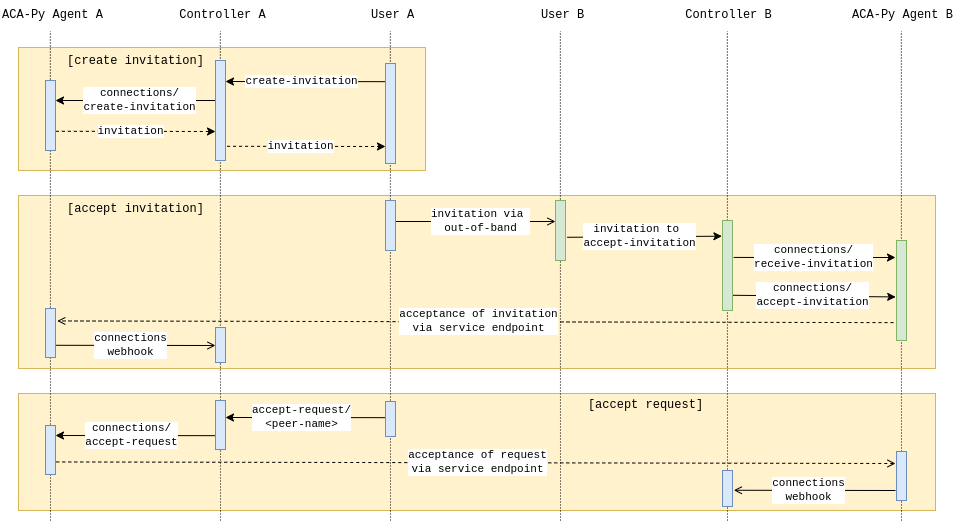 ACA-Py Agent A
Controller A
User A
User B
Controller B
ACA-Py Agent B
[create invitation]
create-invitation
connections/
create-invitation
invitation
invitation
[accept invitation]
invitation via
out-of-band
invitation to
accept-invitation
connections/
receive-invitation
connections/
accept-invitation
acceptance of invitation
via service endpoint
connections
webhook
[accept request]
accept-request/
<peer-name>
connections/
accept-request
acceptance of request
via service endpoint
connections
webhook